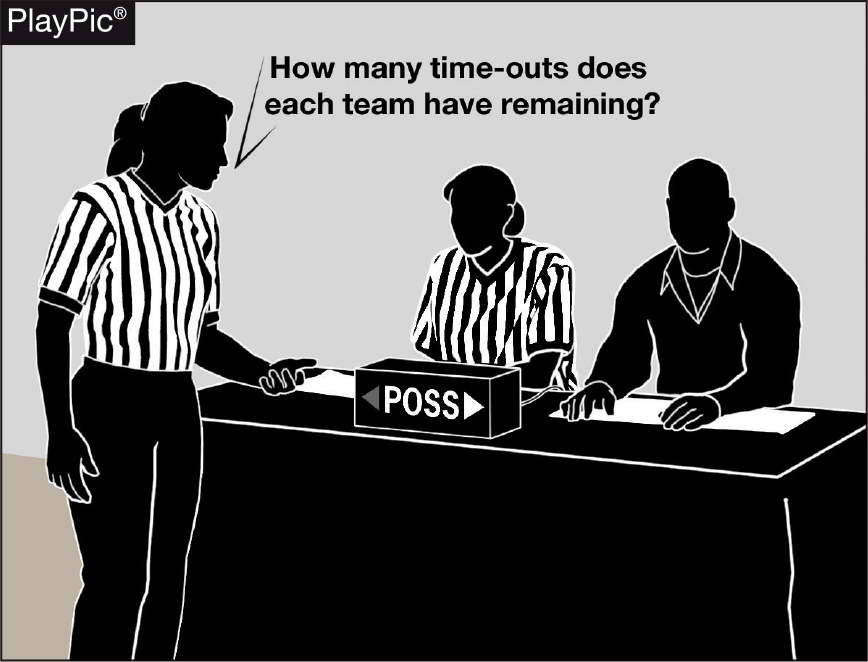 PlayPic®
How many time-outs does
each team have remaining?
POSS